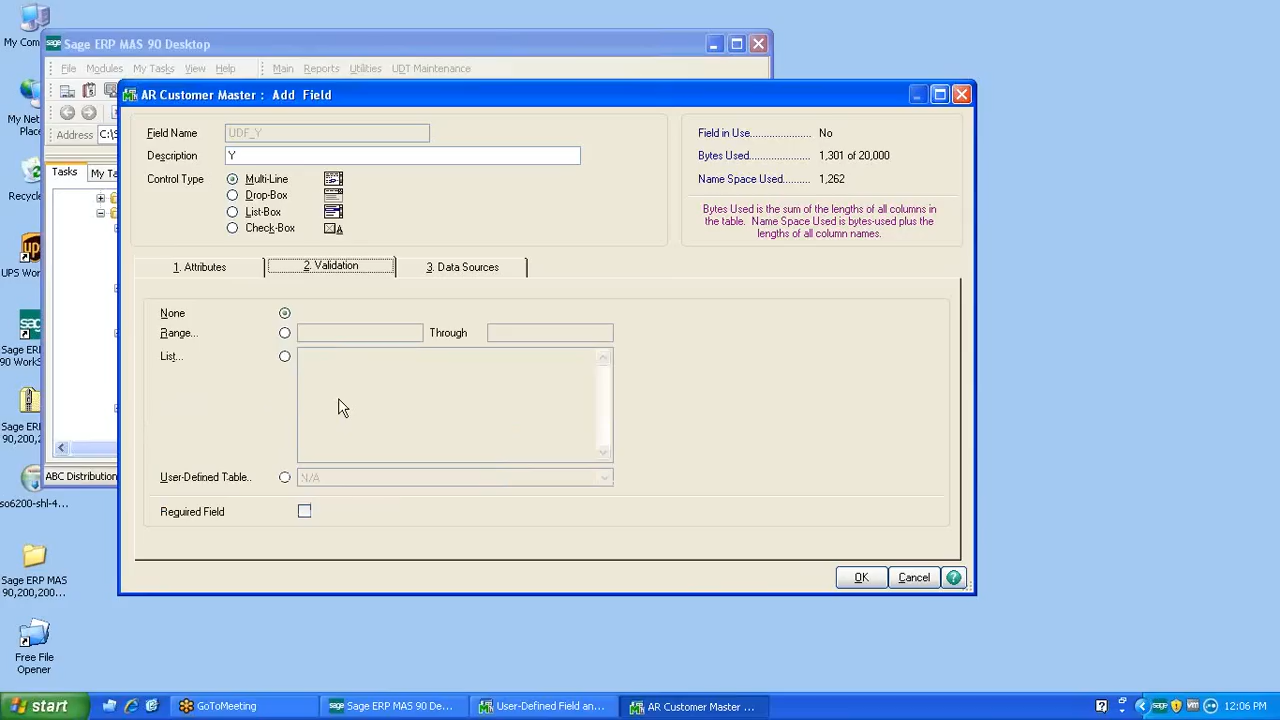 My Com
Sage ERP MAS 90 Desktop
File Modules My Tasks View Help Main Reports Utilities UDT Maintenance
AR Customer Master : Add Field
My Net
Place
Address C:\S
Field Name UDF_Y
Description Y
Control Type Multi-Line
Drop-Box
List-Box
Check-Box
Field in Use............. No
Bytes Used.................... 1,301 of 20,000
Name Space Used......... 1,262
Bytes Used is the sum of the lengths of all columns in
the table. Name Space Used is bytes-used plus the
lengths of all column names.
Tasks My Ta
Recycle
UPS Wor
Sage ERP
90 WorkS
Sage ERP
90,200,2
ABC Distribution
so6200-shl-4...
Sage ERP MAS
90,200,200...
Free File
Opener
1. Attributes 2. Validation 3. Data Sources
None
Range... Through
List...
User-Defined Table.. N/A
Required Field
OK Cancel
start GoToMeeting Sage ERP MAS 90 De... User-Defined Field an... AR Customer Master ... 12:06 PM